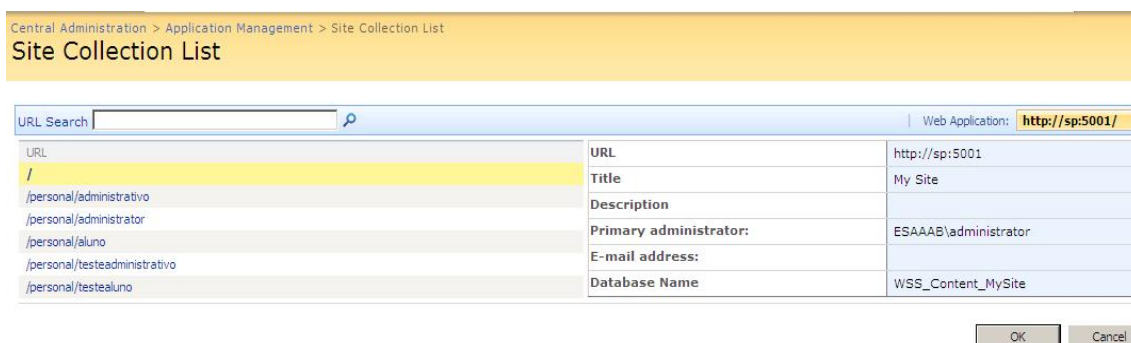 Central Administration > Application Management > Site Collection List
Site Collection List
URL Search
Web Application: http://sp:5001/
URL
/
/personal/administrativo
/personal/administrator
/personal/aluno
/personal/testeadministrativo
/personal/testealuno
URL http://sp:5001
Title My Site
Description
Primary administrator: ESAAAB\administrator
E-mail address:
Database Name WSS_Content_MySite
OK Cancel